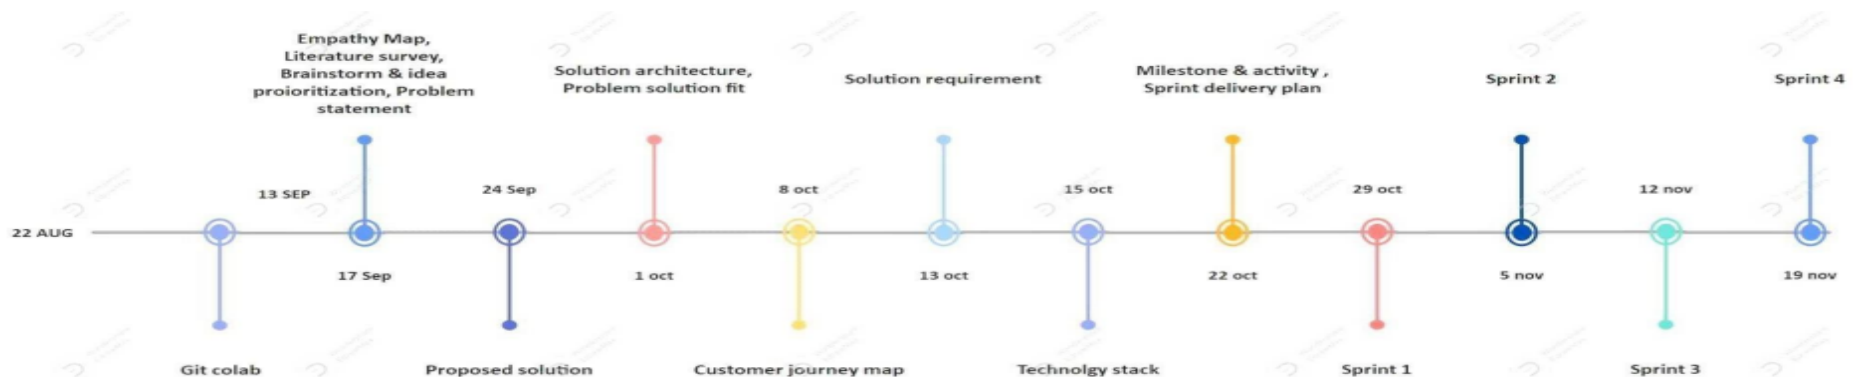 Empathy Map,
Literature survey,
Brainstorm & idea
proioritization, Problem
statement
Solution architecture,
Problem solution fit
Solution requirement
Milestone & activity ,
Sprint delivery plan
Sprint 2
Sprint 4
13 SEP
24 Sep
8 oct
15 oct
29 oct
12 nov
22 AUG
17 Sep
1 oct
13 oct
22 oct
5 nov
19 nov
Git colab
Proposed solution
Customer journey map
Technolgy stack
Sprint 1
Sprint 3